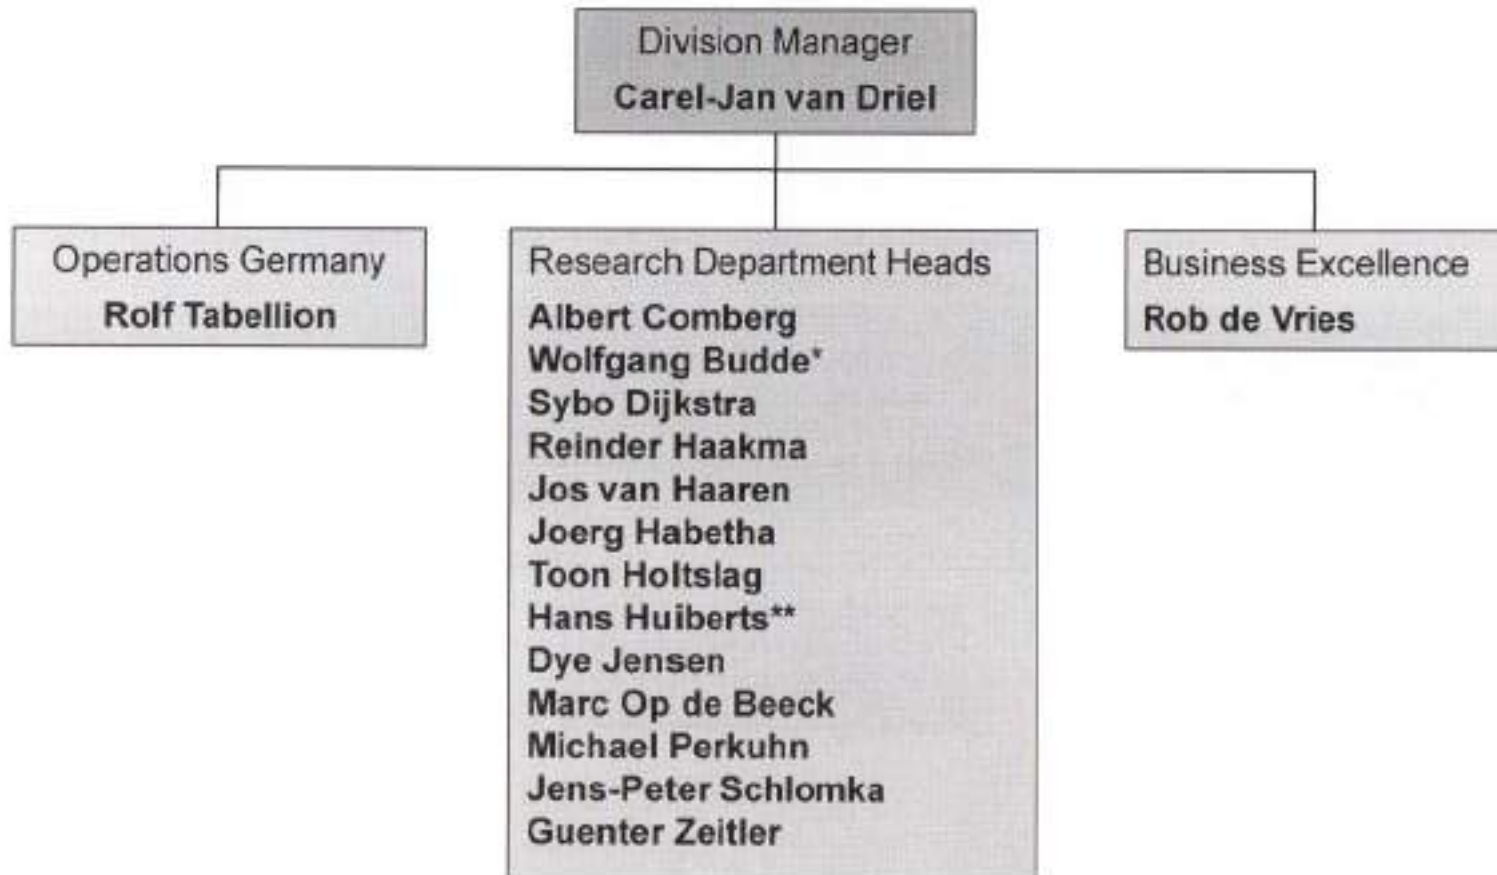 Division Manager
Carel-Jan van Driel
Operations Germany
Rolf Tabellion
Research Department Heads
Albert Comberg
Wolfgang Budde*
Sybo Dijkstra
Reinder Haakma
Jos van Haaren
Joerg Habetha
Toon Holtslag
Hans Huiberts**
Dye Jensen
Marc Op de Beeck
Michael Perkuhn
Jens-Peter Schlomka
Guenter Zeitler
Business Excellence
Rob de Vries